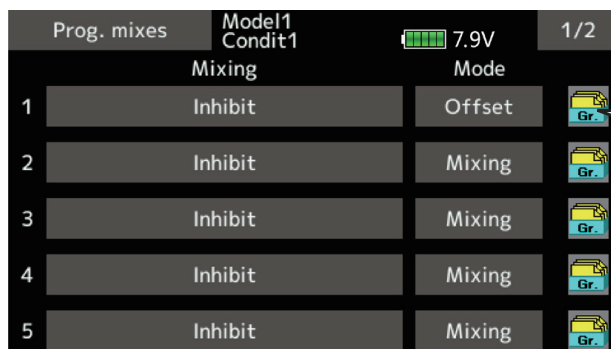 Prog. mixes Model1 Condit1 7.9V 1/2
Mixing Mode
1 Inhibit Offset Gr.
2 Inhibit Mixing Gr.
3 Inhibit Mixing Gr.
4 Inhibit Mixing Gr.
5 Inhibit Mixing Gr.